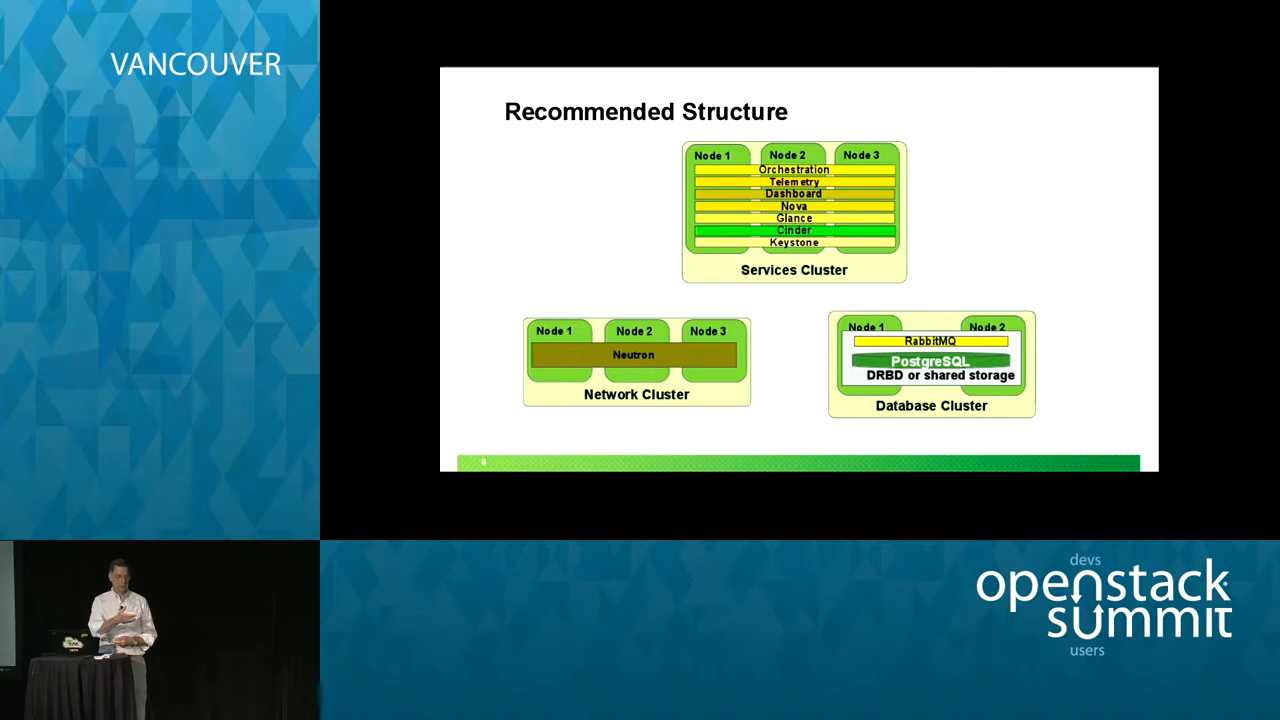 VANCOUVER
Recommended Structure
Node 1 Node 2 Node 3
Orchestration
Telemetry
Dashboard
Nova
Glance
Cinder
Keystone
Services Cluster
Node 1 Node 2 Node 3
Neutron
Network Cluster
Node 1 Node 2
RabbitMQ
PostgreSQL
DRBD or shared storage
Database Cluster
9
devs
openstack
summit
users